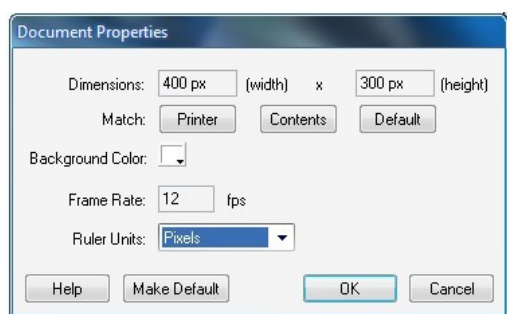 Document Properties
Dimensions: 400 px (width) x 300 px (height)
Match: Printer Contents Default
Background Color:
Frame Rate: 12 fps
Ruler Units: Pixels
Help Make Default OK Cancel